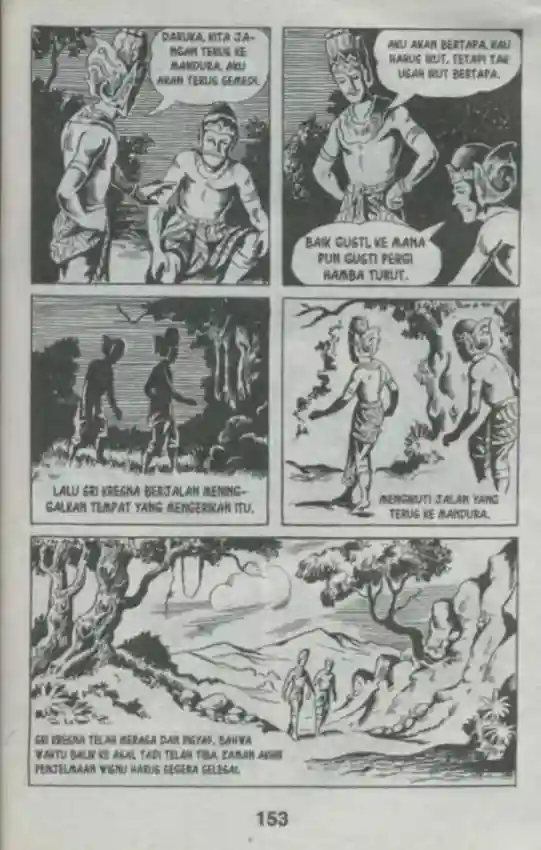 DARUKA, KITA JA-
NGAN TERUS KE
MANDURA. AKU
AKAN TERUS SEMEDI.
AKU AKAN BERTAPA. KAU
HARUS IKUT, TETAPI TAK
USAH IKUT BERTAPA.
BAIK GUSTI, KE MANA
PUN GUSTI PERGI
HAMBA TURUT.
LALU SRI KRESNA BERJALAN MENING-
GALKAN TEMPAT YANG MENGERIKAN ITU.
MENGIKUTI JALAN YANG
TERUS KE MANDURA.
SRI KRESNA TELAH MERASA DAN INSYAF, BAHWA
WAKTU BALIK KE ASAL TADI TELAH TIBA. ZAMAN AKHIR
PENJELMAAN WISNU HARUS SEGERA SELESAI.
153